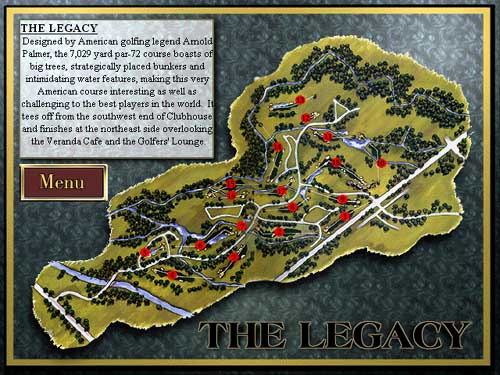 THE LEGACY
Designed by American golfing legend Arnold
Palmer, the 7,029 yard par-72 course boasts of
big trees, strategically placed bunkers and
intimidating water features, making this very
American course interesting as well as
challenging to the best players in the world. It
tees off from the southwest end of Clubhouse
and finishes at the northeast side overlooking
the Veranda Cafe and the Golfers' Lounge.
Menu
THE LEGACY